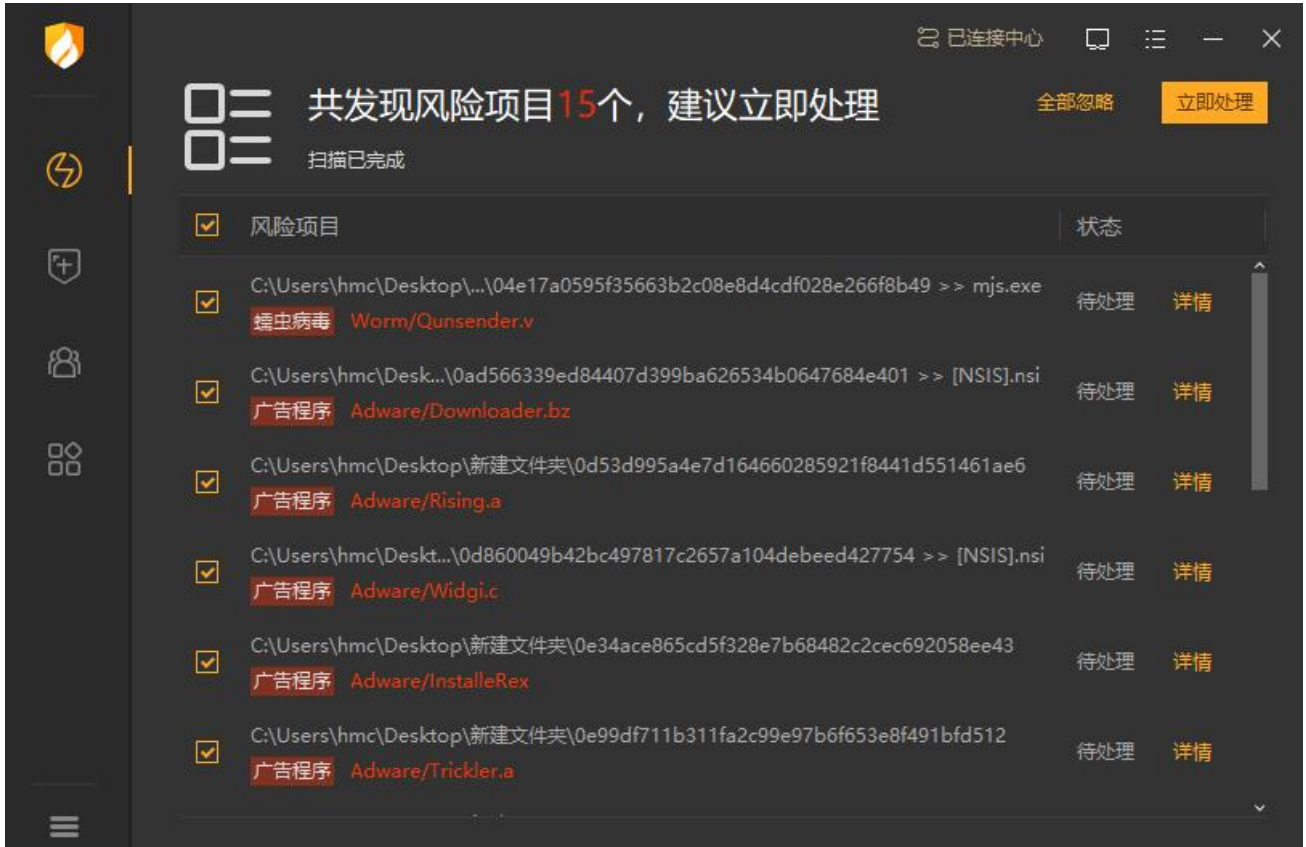 已连接中心
共发现风险项目15个，建议立即处理
全部忽略
立即处理
扫描已完成
风险项目 状态
C:\Users\hmc\Desktop\...\04e17a0595f35663b2c08e8d4cdf028e266f8b49 >> mjs.exe
蠕虫病毒 Worm/Qunsender.v
待处理 详情
C:\Users\hmc\Desk...\0ad566339ed84407d399ba626534b0647684e401 >> [NSIS].nsi
广告程序 Adware/Downloader.bz
待处理 详情
C:\Users\hmc\Desktop\新建文件夹\0d53d995a4e7d164660285921f8441d551461ae6
广告程序 Adware/Rising.a
待处理 详情
C:\Users\hmc\Deskt...\0d860049b42bc497817c2657a104debeed427754 >> [NSIS].nsi
广告程序 Adware/Widgi.c
待处理 详情
C:\Users\hmc\Desktop\新建文件夹\0e34ace865cd5f328e7b68482c2cec692058ee43
广告程序 Adware/InstalleRex
待处理 详情
C:\Users\hmc\Desktop\新建文件夹\0e99df711b311fa2c99e97b6f653e8f491bfd512
广告程序 Adware/Trickler.a
待处理 详情